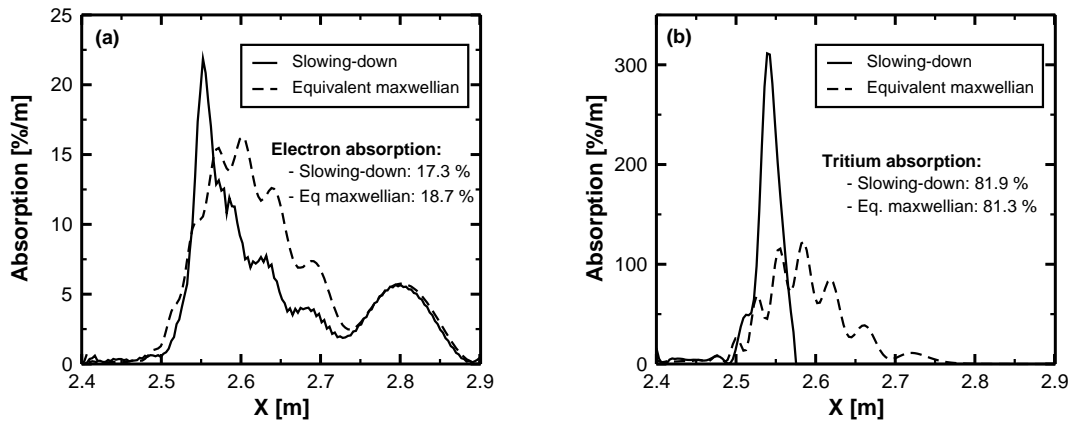 (a)
Slowing-down
Equivalent maxwellian
Electron absorption:
- Slowing-down: 17.3 %
- Eq maxwellian: 18.7 %
Absorption [%/m]
25
20
15
10
5
0
2.4 2.5 2.6 2.7 2.8 2.9
X [m]
(b)
Slowing-down
Equivalent maxwellian
Tritium absorption:
- Slowing-down: 81.9 %
- Eq. maxwellian: 81.3 %
Absorption [%/m]
300
200
100
0
2.4 2.5 2.6 2.7 2.8 2.9
X [m]